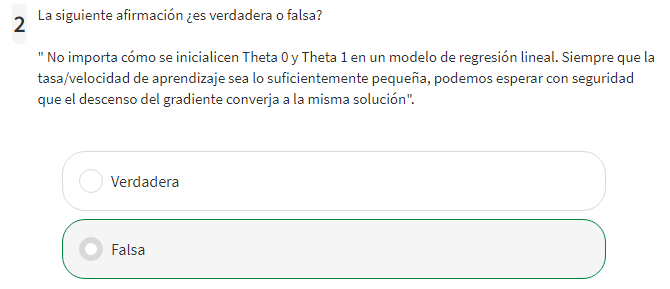 2
La siguiente afirmación ¿es verdadera o falsa?
" No importa cómo se inicialicen Theta 0 y Theta 1 en un modelo de regresión lineal. Siempre que la
tasa/velocidad de aprendizaje sea lo suficientemente pequeña, podemos esperar con seguridad
que el descenso del gradiente converja a la misma solución".
Verdadera
Falsa